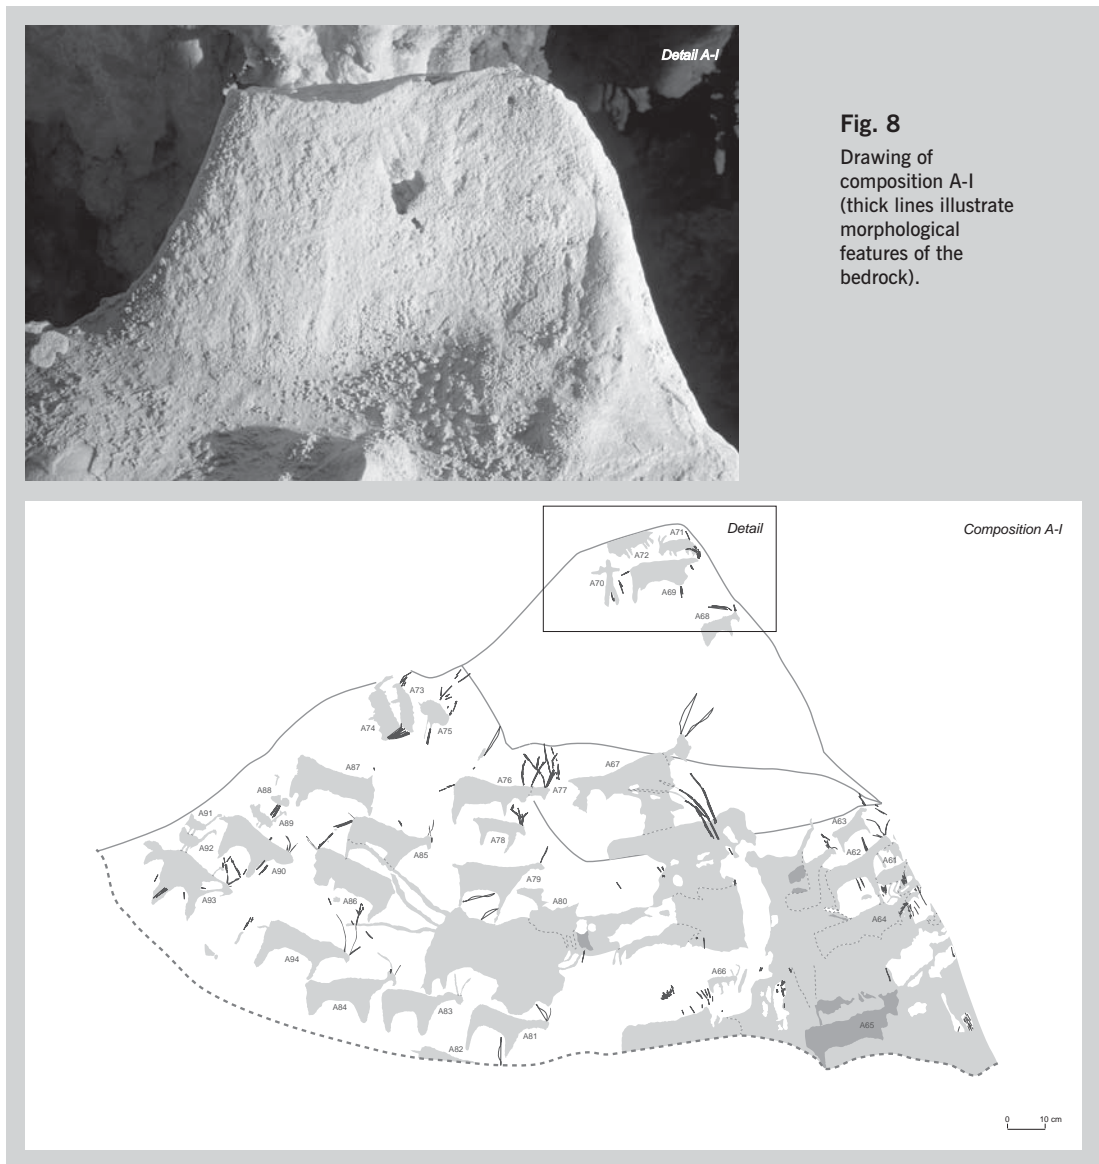 Detail A-I
Fig. 8
Drawing of
composition A-I
(thick lines illustrate
morphological
features of the
bedrock).
Detail
Composition A-I
A71
A72
A70
A69
A68
A73
A74
A75
A87
A76
A67
A77
A88
A91
A89
A63
A78
A92
A85
A62
A61
A90
A79
A93
A86
A80
A64
A94
A66
A84
A83
A65
A81
A82
0 10 cm